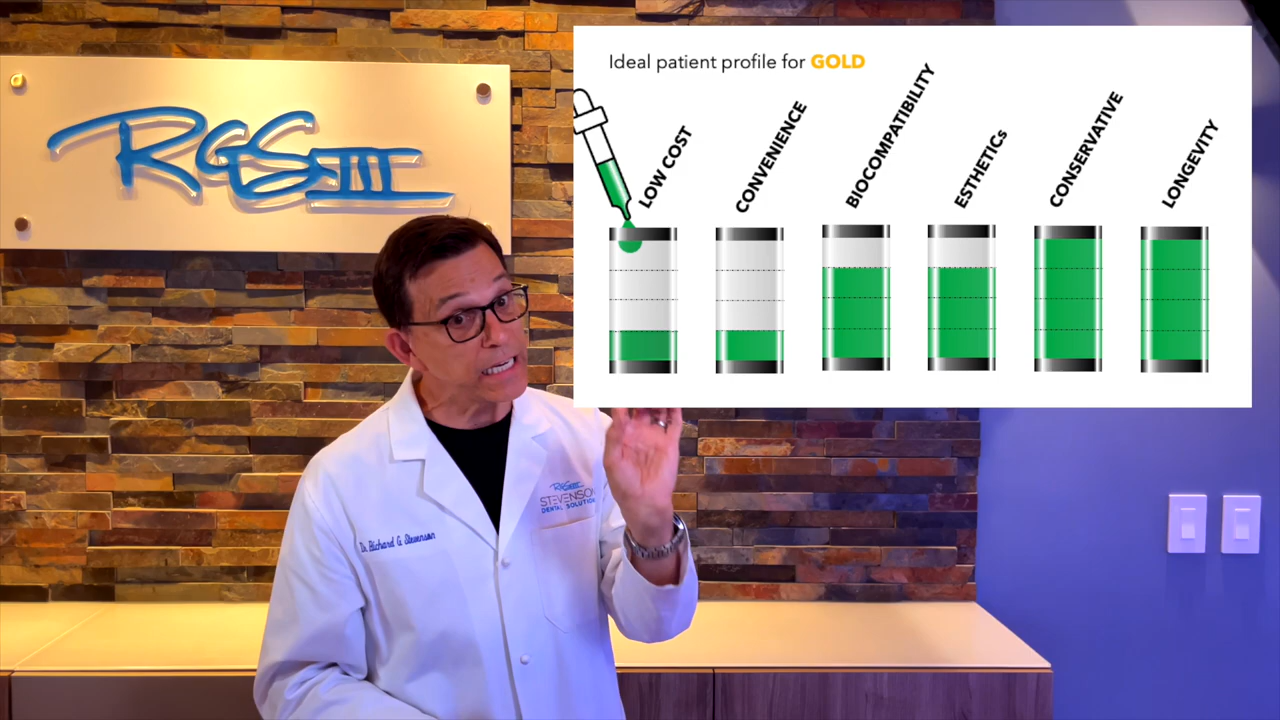 RGSIII
Ideal patient profile for GOLD
LOW COST
CONVENIENCE
BIOCOMPATIBILITY
ESTHETICs
CONSERVATIVE
LONGEVITY
RGSIII
STEVENSON
DENTAL SOLUTION
Dr. Richard G. Stevenson